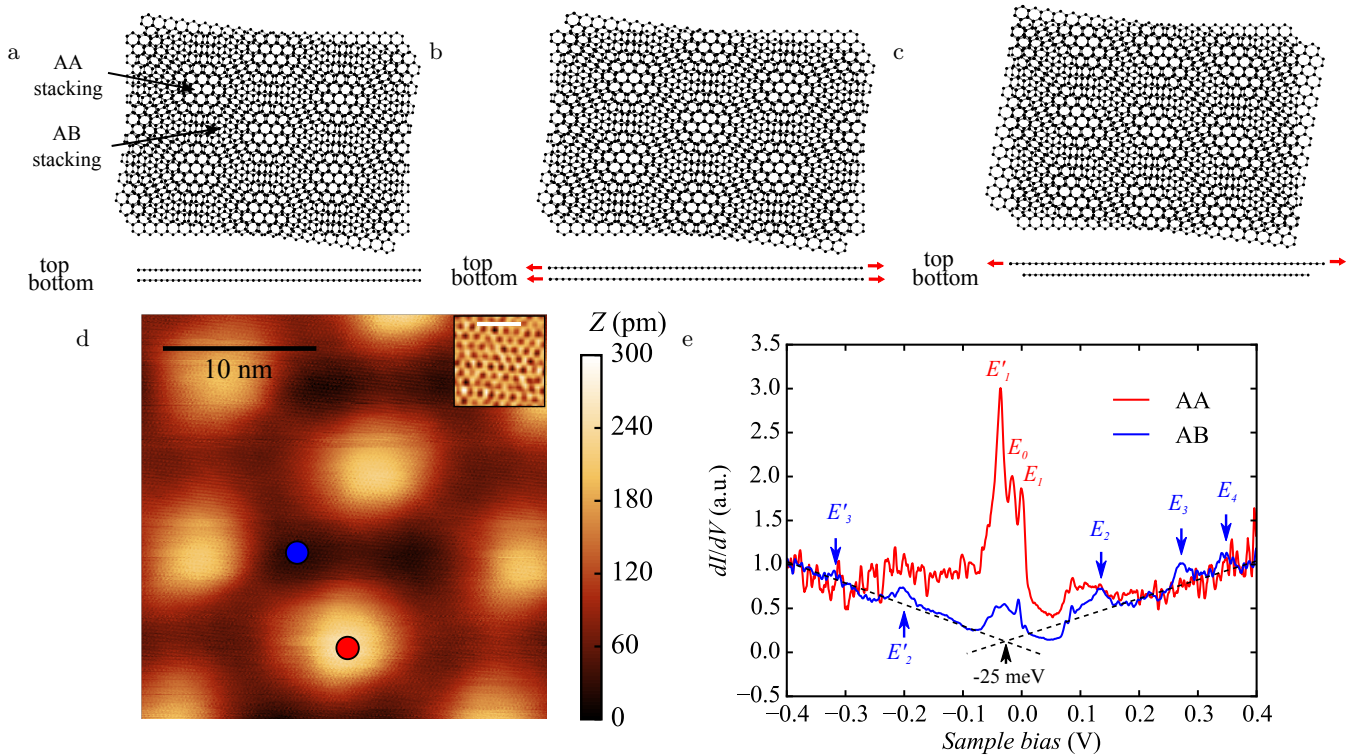 a
AA
stacking
AB
stacking
top
bottom
b
top
bottom
c
top
bottom
d
10 nm
Z (pm)
300
240
180
120
60
0
e
3.5
3.0
2.5
2.0
1.5
1.0
0.5
0.0
−0.5
dI/dV (a.u.)
E'1
E0
E1
AA
AB
E'3
E'2
E2
E3
E4
-25 meV
−0.4 −0.3 −0.2 −0.1 0.0 0.1 0.2 0.3 0.4
Sample bias (V)